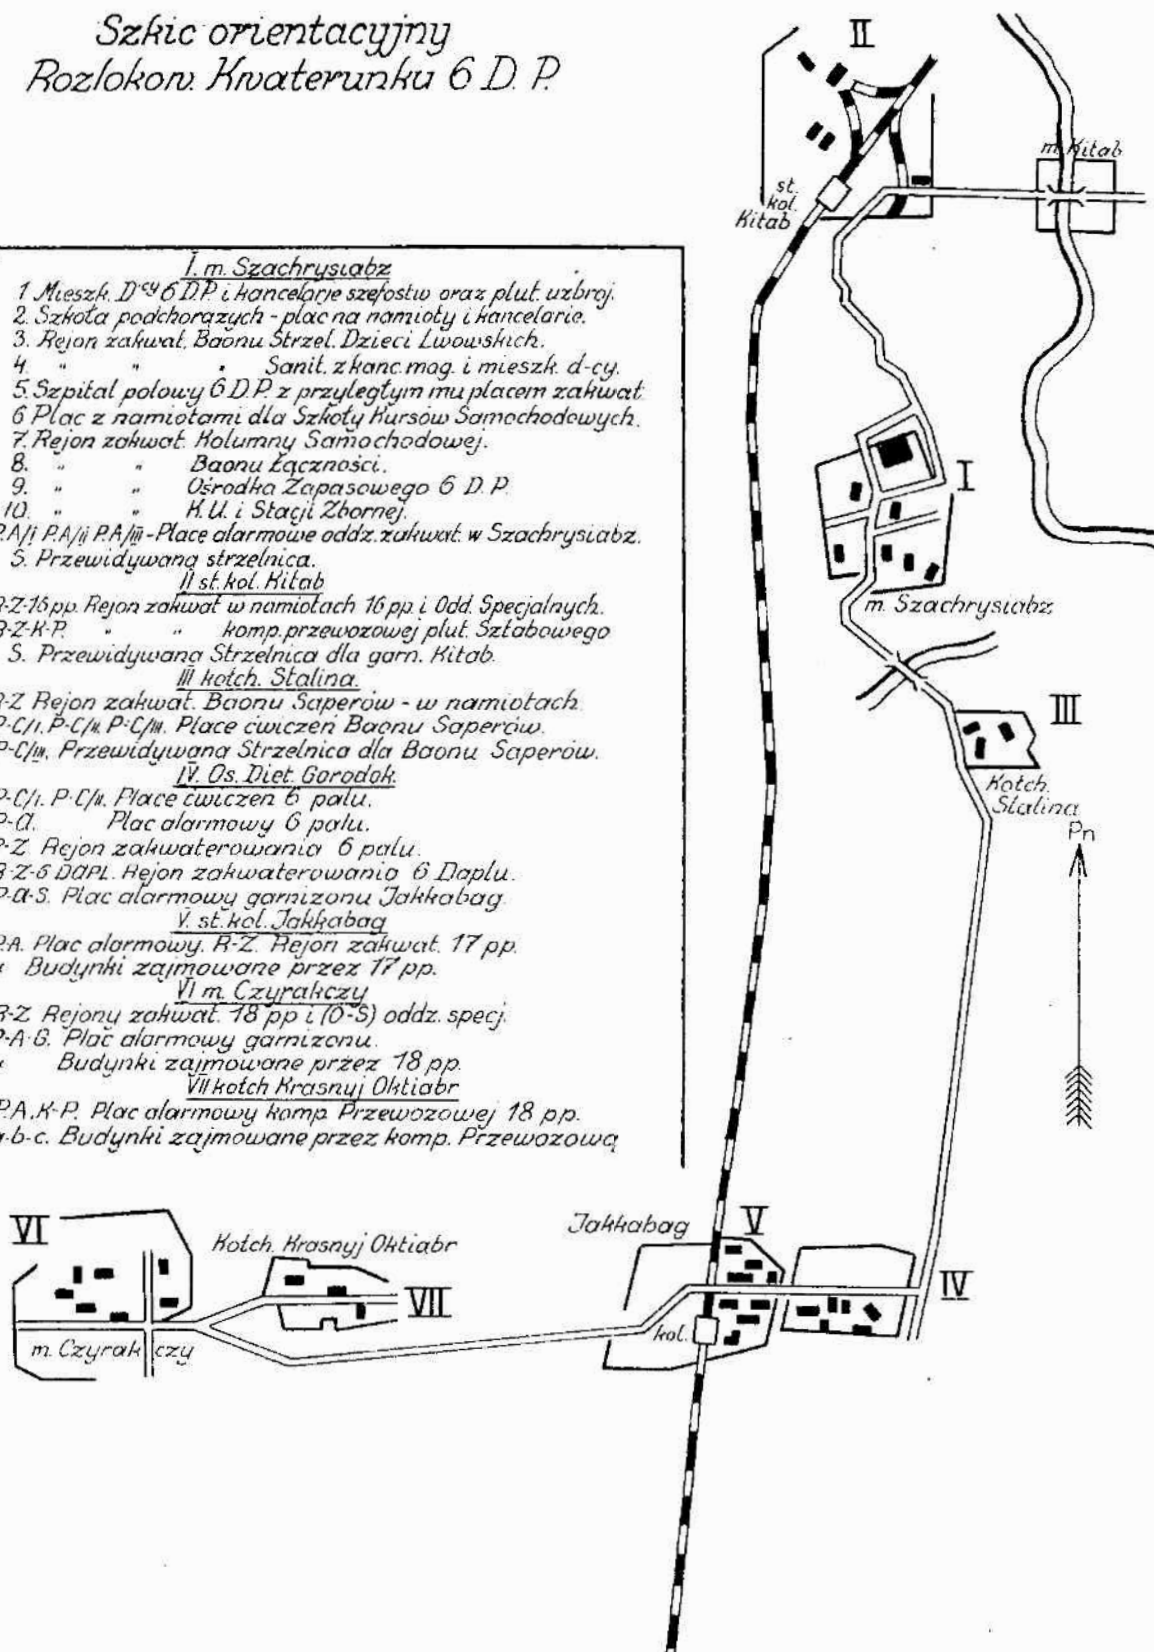 Szkic orientacyjny
Rozlokow. Kwaterunku 6 D. P.
I. m. Szachrysiabz
1 Mieszk. D-cy 6 D.P. i kancelarje szefostw oraz plut. uzbroj.
2. Szkoła podchorązych - plac na namioty i kancelarie.
3. Rejon zakwat. Baonu Strzel. Dzieci Lwowskich.
4. " " " Sanit. z kanc. mag. i mieszk. d-cy.
5. Szpital polowy 6 D.P. z przyległym mu placem zakwat.
6 Plac z namiotami dla Szkoły Kursów Samochodowych.
7. Rejon zakwat. Kolumny Samochodowej.
8. " " Baonu Łączności.
9. " " Ośrodka Zapasowego 6 D.P.
10. " " K.U. i Stacji Zbornej.
P.A/I P.A/II P.A/III - Place alarmowe oddz. zakwat. w Szachrysiabz.
S. Przewidywana strzelnica.
II st. kol. Kitab
R-Z-16 pp. Rejon zakwat w namiotach 16 pp. i Odd. Specjalnych.
R-Z-K-P. " " komp. przewozowej plut. Sztabowego
S. Przewidywana Strzelnica dla garn. Kitab.
III kołch. Stalina.
R-Z Rejon zakwat. Baonu Saperów - w namiotach
P-C/I. P-C/II. P-C/III. Place ćwiczeń Baonu Saperów.
P-C/III. Przewidywana Strzelnica dla Baonu Saperów.
IV. Os. Diet. Gorodok
P-C/I. P-C/II. Place ćwiczeń 6 palu.
P-A. Plac alarmowy 6 palu.
R-Z Rejon zakwaterowania 6 palu.
R-Z-6 DAPL. Rejon zakwaterowania 6 Daplu.
P-A-S. Plac alarmowy garnizonu Jakkabag.
V. st. kol. Jakkabag
P.A. Plac alarmowy. R-Z. Rejon zakwat. 17 pp.
Budynki zajmowane przez 17 pp.
VI m. Czyrakczy
R-Z Rejony zakwat. 18 pp i (O-S) oddz. specj.
P-A-G. Plac alarmowy garnizonu.
Budynki zajmowane przez 18 pp.
VII kołch Krasnyj Oktiabr
P.A.K-P. Plac alarmowy komp. Przewozowej 18 pp.
a-b-c. Budynki zajmowane przez komp. Przewozową
II
m. Kitab
st.
kol.
Kitab
I
m. Szachrysiabz
III
Kołch.
Stalina
Pn
VI
Kołch. Krasnyj Oktiabr
VII
m. Czyrakczy
Jakkabag
V
IV
kol.